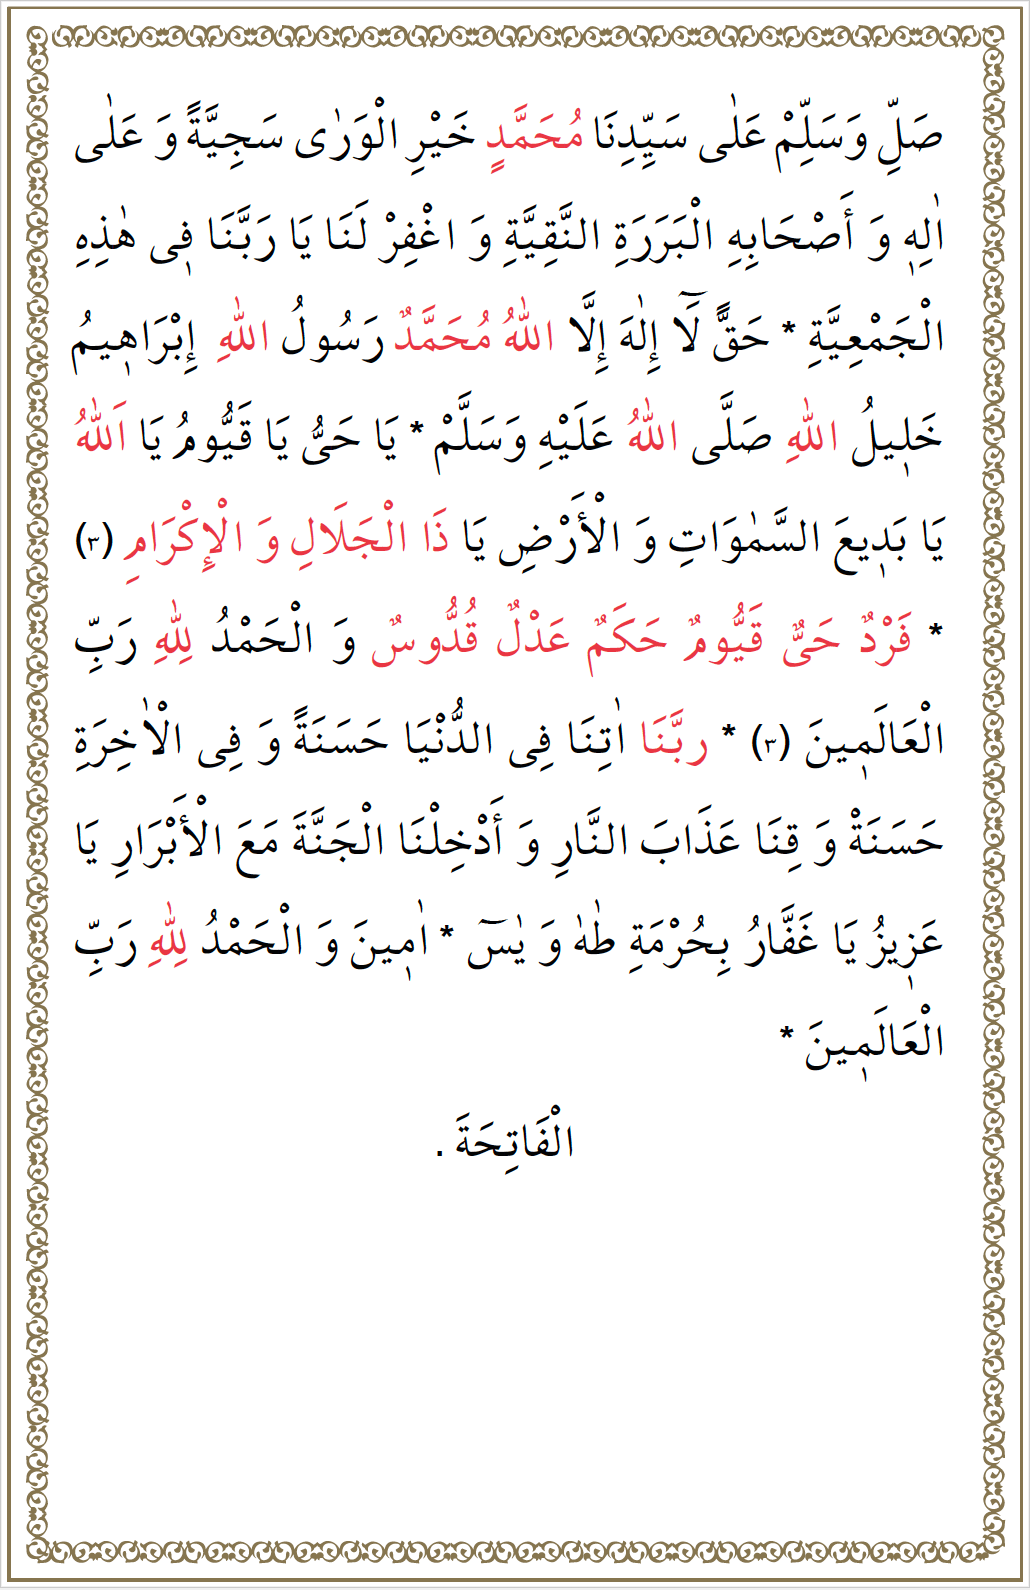 صَلِّ وَسَلِّمْ عَلٰى سَيِّدِنَا مُحَمَّدٍ خَيْرِ الْوَرٰى سَجِيَّةً وَ عَلٰى
اٰلِهٖ وَ أَصْحَابِهِ الْبَرَرَةِ النَّقِيَّةِ وَ اغْفِرْ لَنَا يَا رَبَّنَا فٖى هٰذِهِ
الْجَمْعِيَّةِ * حَقًّ لَٓا إِلٰهَ إِلَّا اللّٰهُ مُحَمَّدٌ رَسُولُ اللّٰهِ إِبْرَاهٖيمُ
خَلٖيلُ اللّٰهِ صَلَّى اللّٰهُ عَلَيْهِ وَسَلَّمْ * يَا حَىُّ يَا قَيُّومُ يَا اَللّٰهُ
يَا بَدٖيعَ السَّمٰوَاتِ وَ الْأَرْضِ يَا ذَا الْجَلَالِ وَ الْإِكْرَامِ (٣)
* فَرْدٌ حَىٌّ قَيُّومٌ حَكَمٌ عَدْلٌ قُدُّوسٌ وَ الْحَمْدُ لِلّٰهِ رَبِّ
الْعَالَمٖينَ (٣) * ربَّنَا اٰتِنَا فِى الدُّنْيَا حَسَنَةً وَ فِى الْاٰخِرَةِ
حَسَنَةْ وَ قِنَا عَذَابَ النَّارِ وَ أَدْخِلْنَا الْجَنَّةَ مَعَ الْأَبْرَارِ يَا
عَزٖيزُ يَا غَفَّارُ بِحُرْمَةِ طٰهٰ وَ يٰسٓ * اٰمٖينَ وَ الْحَمْدُ لِلّٰهِ رَبِّ
الْعَالَمٖينَ *
الْفَاتِحَةَ .